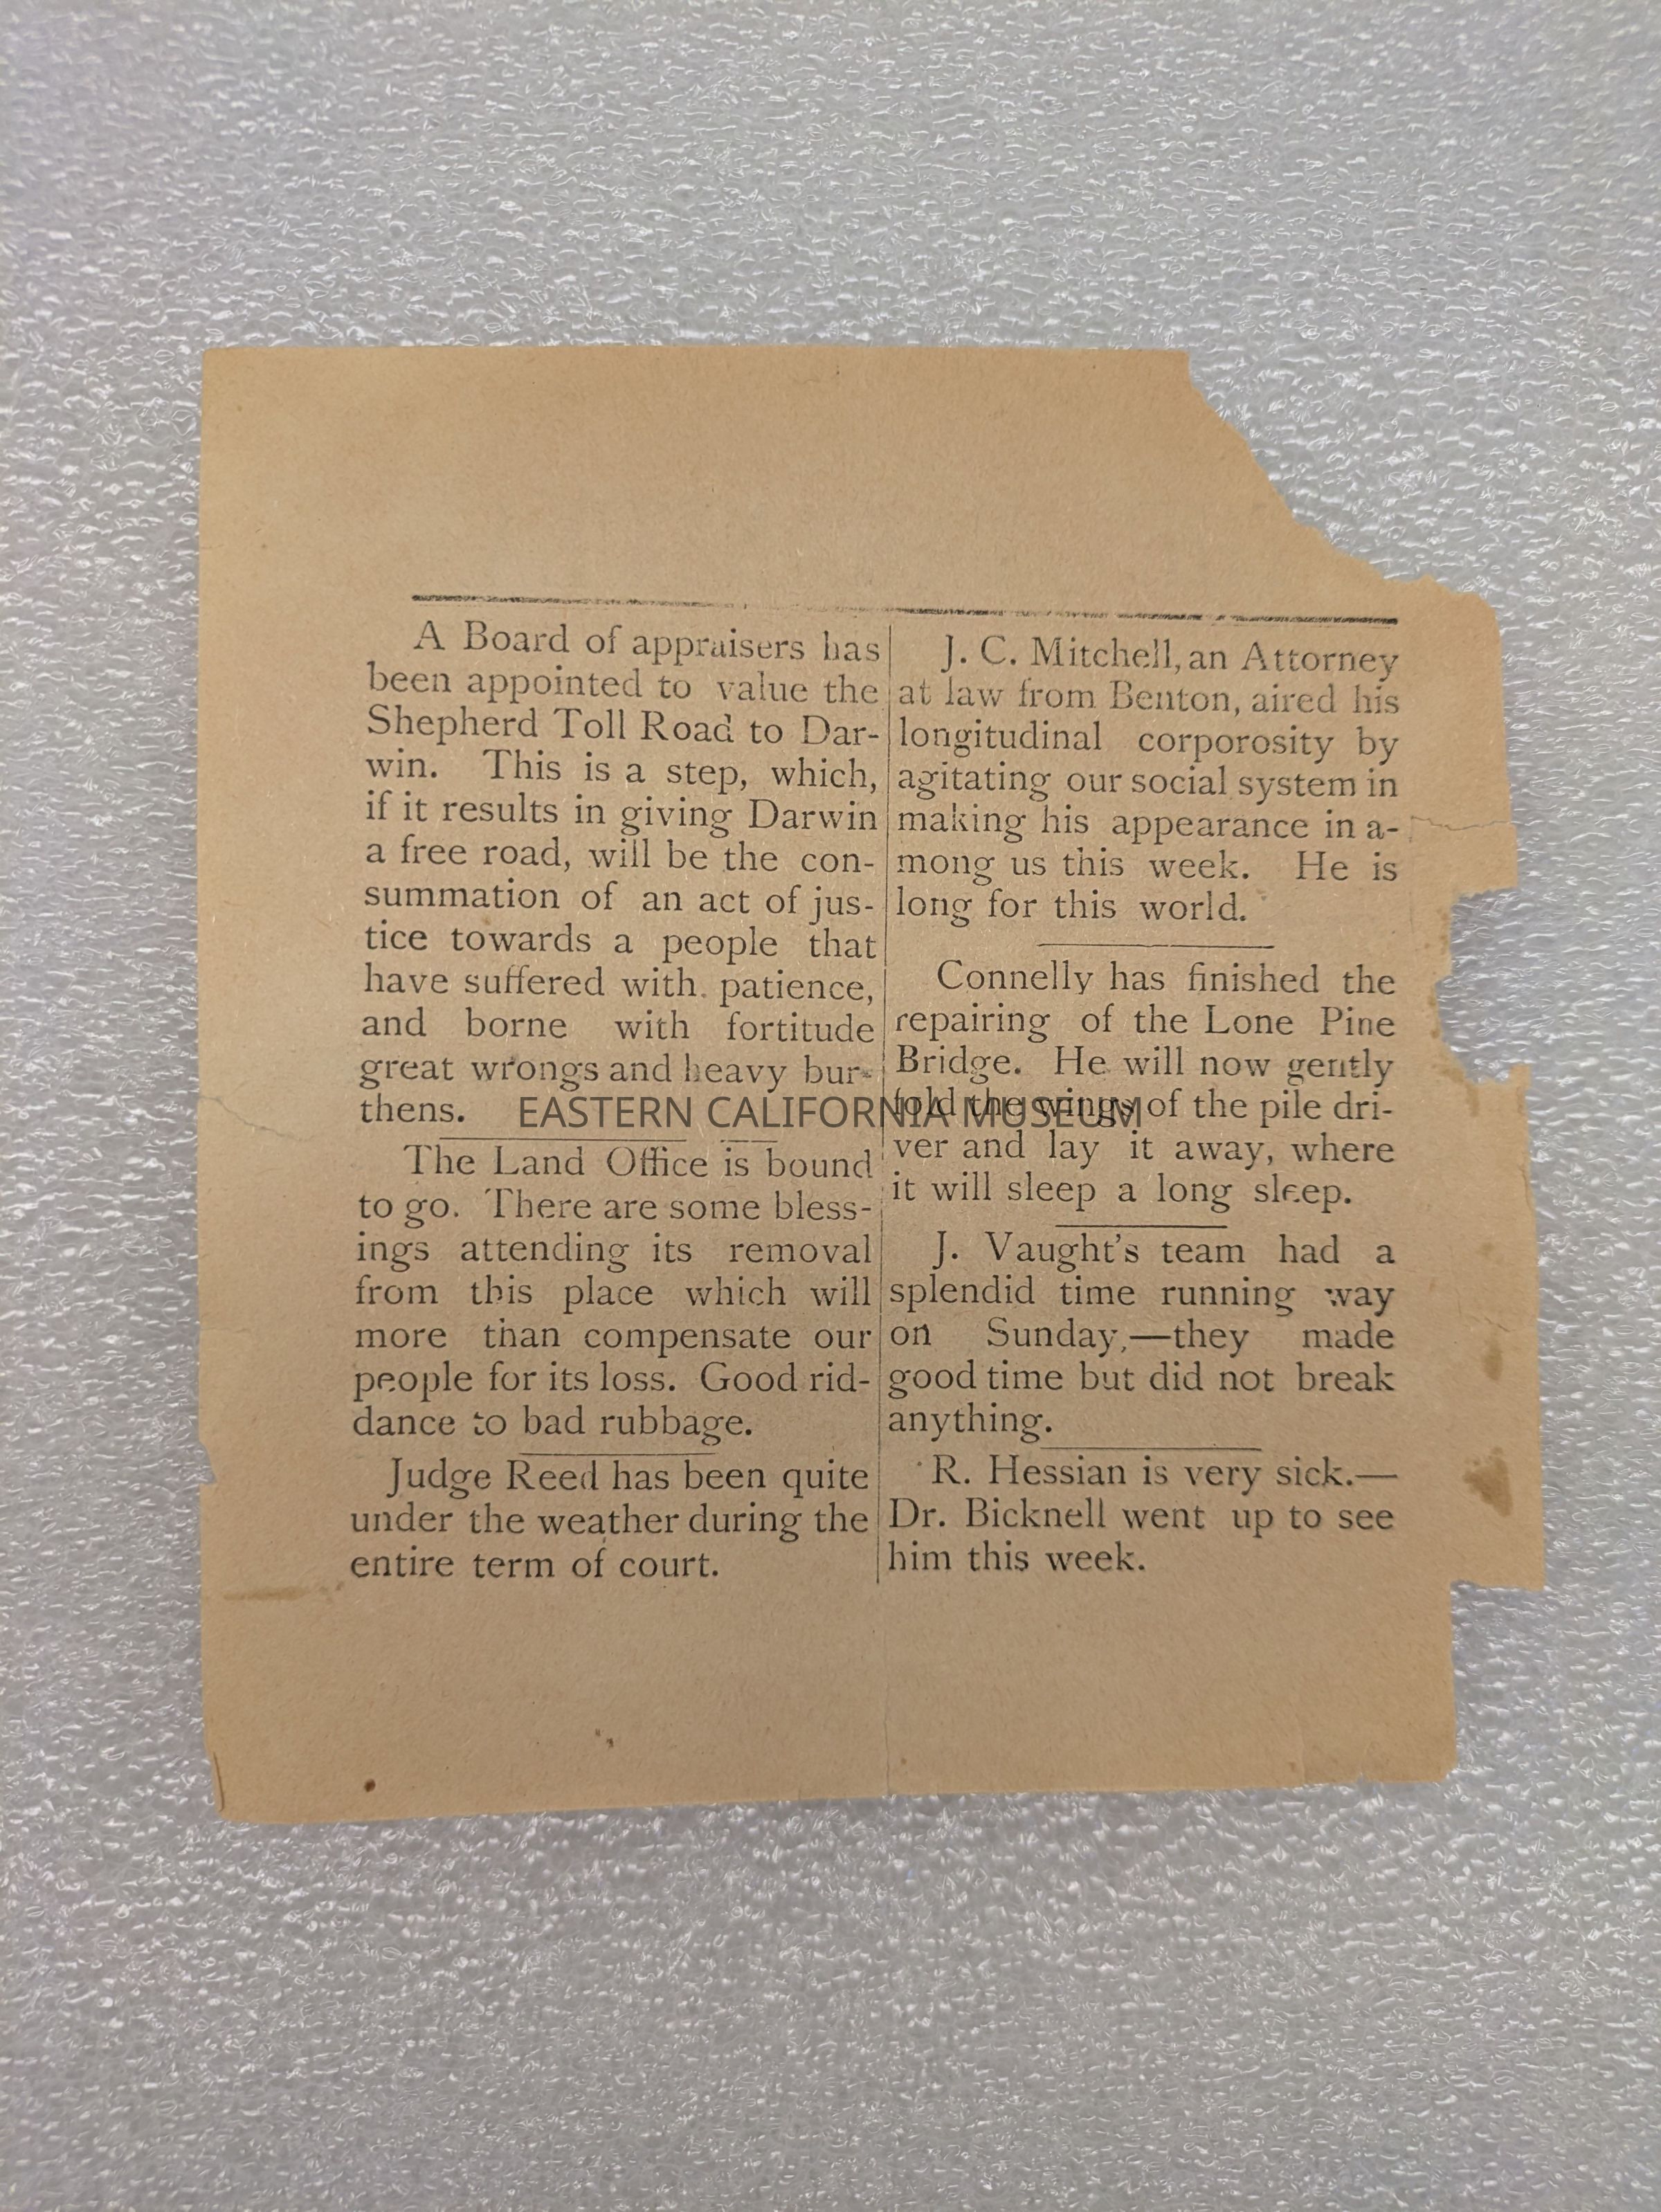 A Board of appraisers has
been appointed to value the
Shepherd Toll Road to Dar-
win. This is a step, which,
if it results in giving Darwin
a free road, will be the con-
summation of an act of jus-
tice towards a people that
have suffered with. patience,
and borne with fortitude
great wrongs and heavy bur-
thens.
The Land Office is bound
to go. There are some bless-
ings attending its removal
from this place which will
more than compensate our
people for its loss. Good rid-
dance to bad rubbage.
Judge Reed has been quite
under the weather during the
entire term of court.
J. C. Mitchell, an Attorney
at law from Benton, aired his
longitudinal corporosity by
agitating our social system in
making his appearance in a-
mong us this week. He is
long for this world.
Connelly has finished the
repairing of the Lone Pine
Bridge. He will now gently
fold the wings of the pile dri-
ver and lay it away, where
it will sleep a long sleep.
J. Vaught's team had a
splendid time running way
on Sunday,—they made
good time but did not break
anything.
R. Hessian is very sick.—
Dr. Bicknell went up to see
him this week.
EASTERN CALIFORNIA MUSEUM